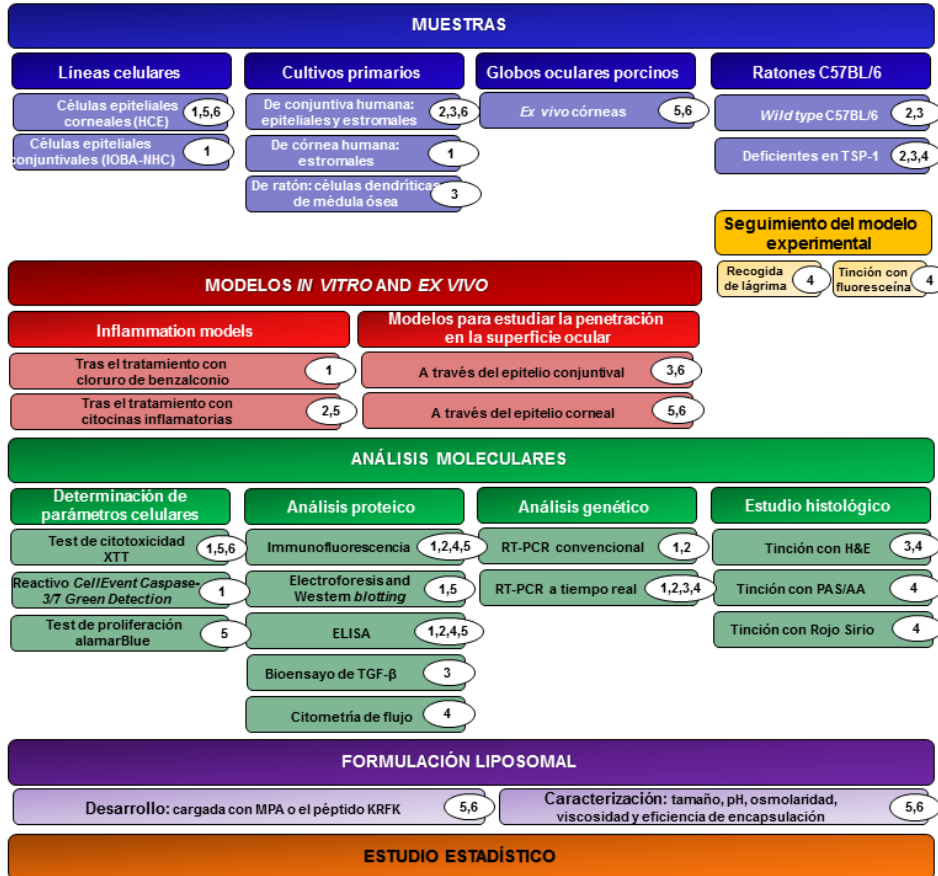 MUESTRAS
Líneas celulares
Células epiteliales
corneales (HCE)
1,5,6
Células epiteliales
conjuntivales (IOBA-NHC)
1
Cultivos primarios
De conjuntiva humana:
epiteliales y estromales
2,3,6
De córnea humana:
estromales
1
De ratón: células dendríticas
de médula ósea
3
Globos oculares porcinos
Ex vivo córneas
5,6
Ratones C57BL/6
Wild type C57BL/6
2,3
Deficientes en TSP-1
2,3,4
Seguimiento del modelo
experimental
Recogida
de lágrima
4
Tinción con
fluoresceína
4
MODELOS IN VITRO AND EX VIVO
Inflammation models
Tras el tratamiento con
cloruro de benzalconio
1
Tras el tratamiento con
citocinas inflamatorias
2,5
Modelos para estudiar la penetración
en la superficie ocular
A través del epitelio conjuntival
3,6
A través del epitelio corneal
5,6
ANÁLISIS MOLECULARES
Determinación de
parámetros celulares
Test de citotoxicidad
XTT
1,5,6
Reactivo CellEvent Caspase-
3/7 Green Detection
1
Test de proliferación
alamarBlue
5
Análisis proteico
Immunofluorescencia
1,2,4,5
Electroforesis and
Western blotting
1,5
ELISA
1,2,4,5
Bioensayo de TGF-β
3
Citometría de flujo
4
Análisis genético
RT-PCR convencional
1,2
RT-PCR a tiempo real
1,2,3,4
Estudio histológico
Tinción con H&E
3,4
Tinción con PAS/AA
4
Tinción con Rojo Sirio
4
FORMULACIÓN LIPOSOMAL
Desarrollo: cargada con MPA o el péptido KRFK
5,6
Caracterización: tamaño, pH, osmolaridad,
viscosidad y eficiencia de encapsulación
5,6
ESTUDIO ESTADÍSTICO